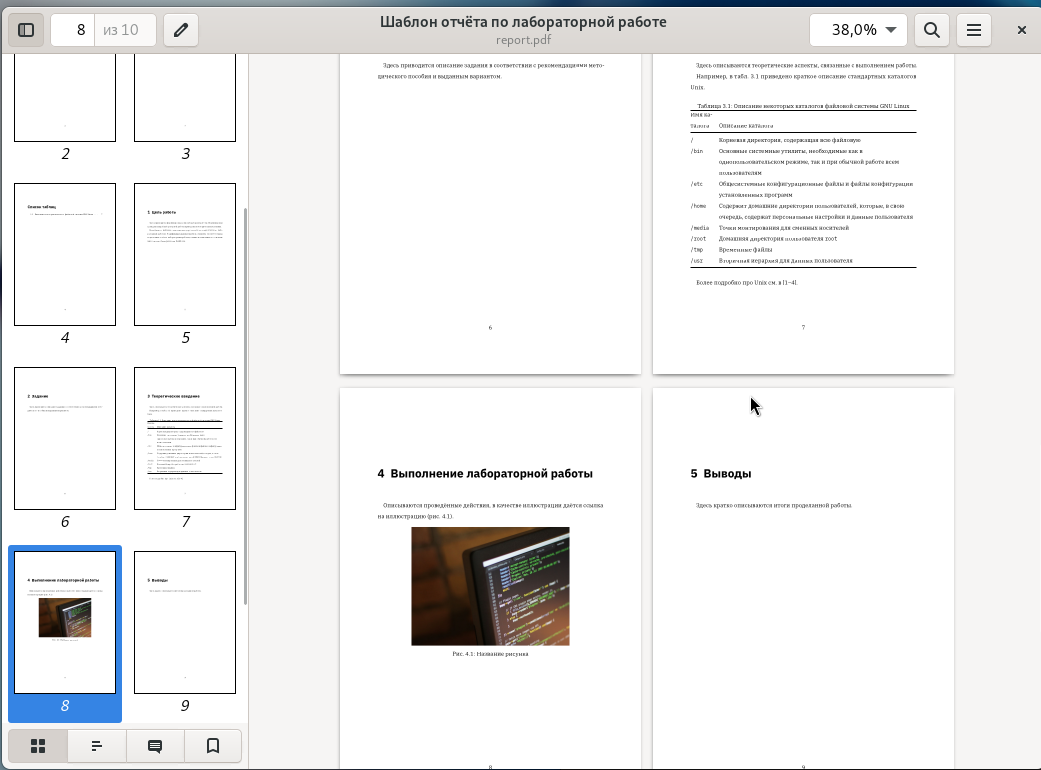 Шаблон отчёта по лабораторной работе
report.pdf
8 из 10
38,0%
2
3
Список таблиц
4
1 Цель работы
5
2 Задание
6
3 Теоретическое введение
7
4 Выполнение лабораторной работы
8
5 Выводы
9
Здесь приводится описание задания в соответствии с рекомендациями мето-
дического пособия и выданным вариантом.
6
Здесь описываются теоретические аспекты, связанные с выполнением работы.
Например, в табл. 3.1 приведено краткое описание стандартных каталогов
Unix.
Таблица 3.1: Описание некоторых каталогов файловой системы GNU Linux
Имя ка-
талога Описание каталога
/ Корневая директория, содержащая всю файловую
/bin Основные системные утилиты, необходимые как в
однопользовательском режиме, так и при обычной работе всем
пользователям
/etc Общесистемные конфигурационные файлы и файлы конфигурации
установленных программ
/home Содержит домашние директории пользователей, которые, в свою
очередь, содержат персональные настройки и данные пользователя
/media Точки монтирования для сменных носителей
/root Домашняя директория пользователя root
/tmp Временные файлы
/usr Вторичная иерархия для данных пользователя
Более подробно про Unix см. в [1–4].
7
4 Выполнение лабораторной работы
Описываются проведённые действия, в качестве иллюстрации даётся ссылка
на иллюстрацию (рис. 4.1).
Рис. 4.1: Название рисунка
8
5 Выводы
Здесь кратко описываются итоги проделанной работы.
9